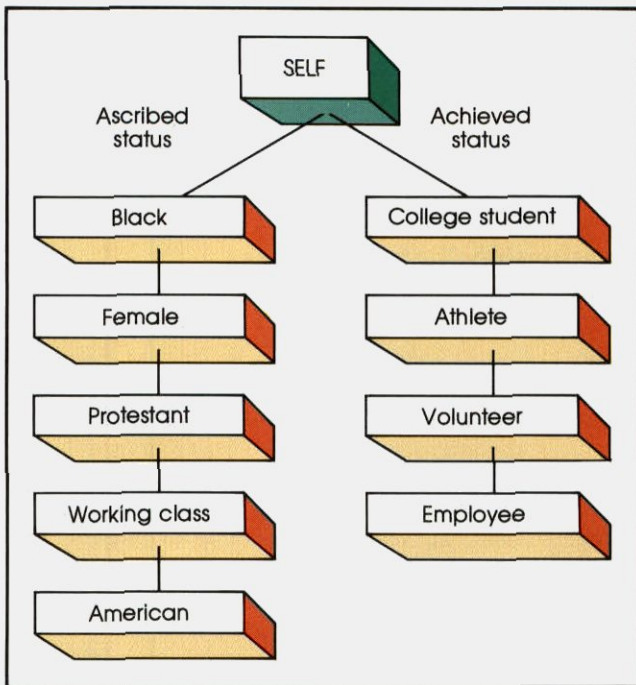 SELF
Ascribed
status
Achieved
status
Black
College student
Female
Athlete
Protestant
Volunteer
Working class
Employee
American